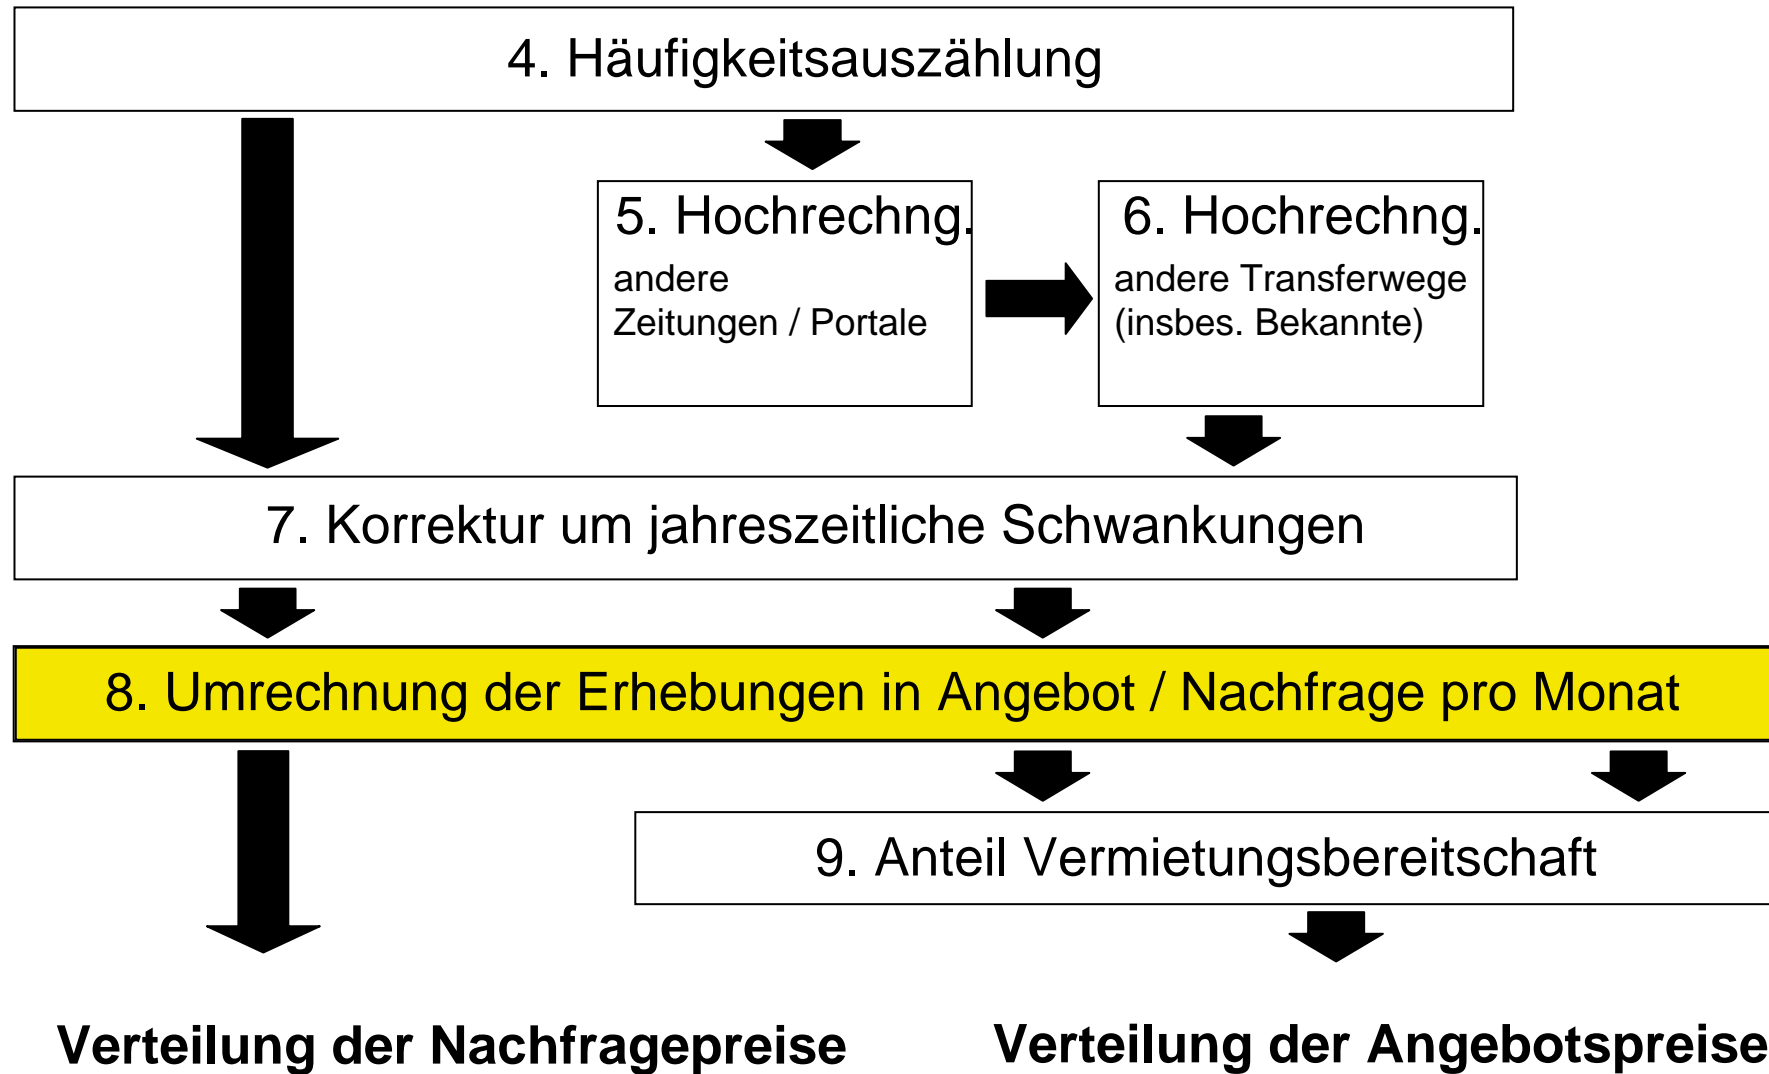 4. Häufigkeitsauszählung
5. Hochrechng.
andere
Zeitungen / Portale
6. Hochrechng.
andere Transferwege
(insbes. Bekannte)
7. Korrektur um jahreszeitliche Schwankungen
8. Umrechnung der Erhebungen in Angebot / Nachfrage pro Monat
9. Anteil Vermietungsbereitschaft
Verteilung der Nachfragepreise
Verteilung der Angebotspreise